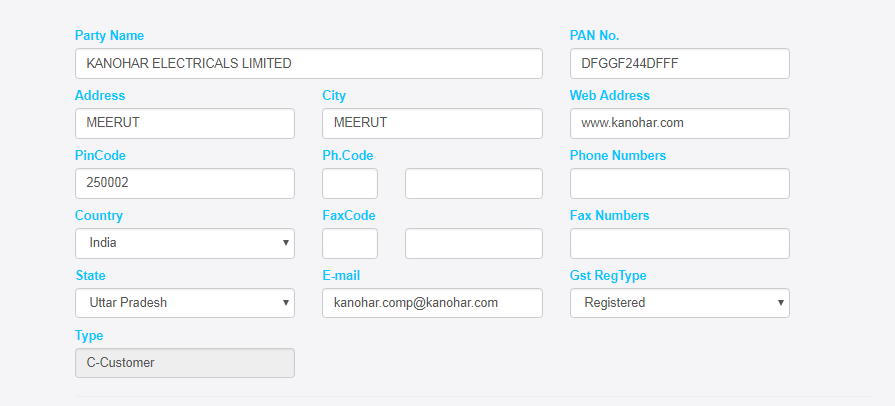 Party Name PAN No.
KANOHAR ELECTRICALS LIMITED DFGGF244DFFF
Address City Web Address
MEERUT MEERUT www.kanohar.com
PinCode Ph.Code Phone Numbers
250002
Country FaxCode Fax Numbers
India
State E-mail Gst RegType
Uttar Pradesh kanohar.comp@kanohar.com Registered
Type
C-Customer